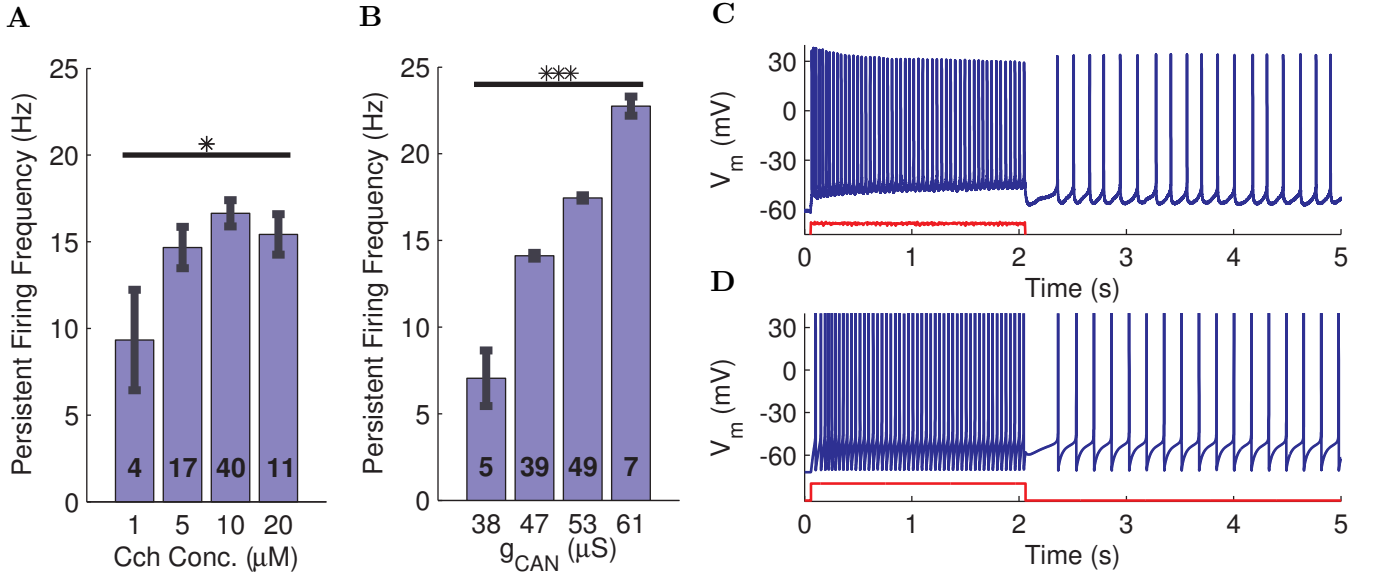 A
Persistent Firing Frequency (Hz)
25
20
15
10
5
0
*
4 17 40 11
1 5 10 20
Cch Conc. (μM)
B
Persistent Firing Frequency (Hz)
25
20
15
10
5
0
***
5 39 49 7
38 47 53 61
gCAN (μS)
C
Vm (mV)
30
0
-30
-60
0 1 2 3 4 5
Time (s)
D
Vm (mV)
30
0
-30
-60
0 1 2 3 4 5
Time (s)